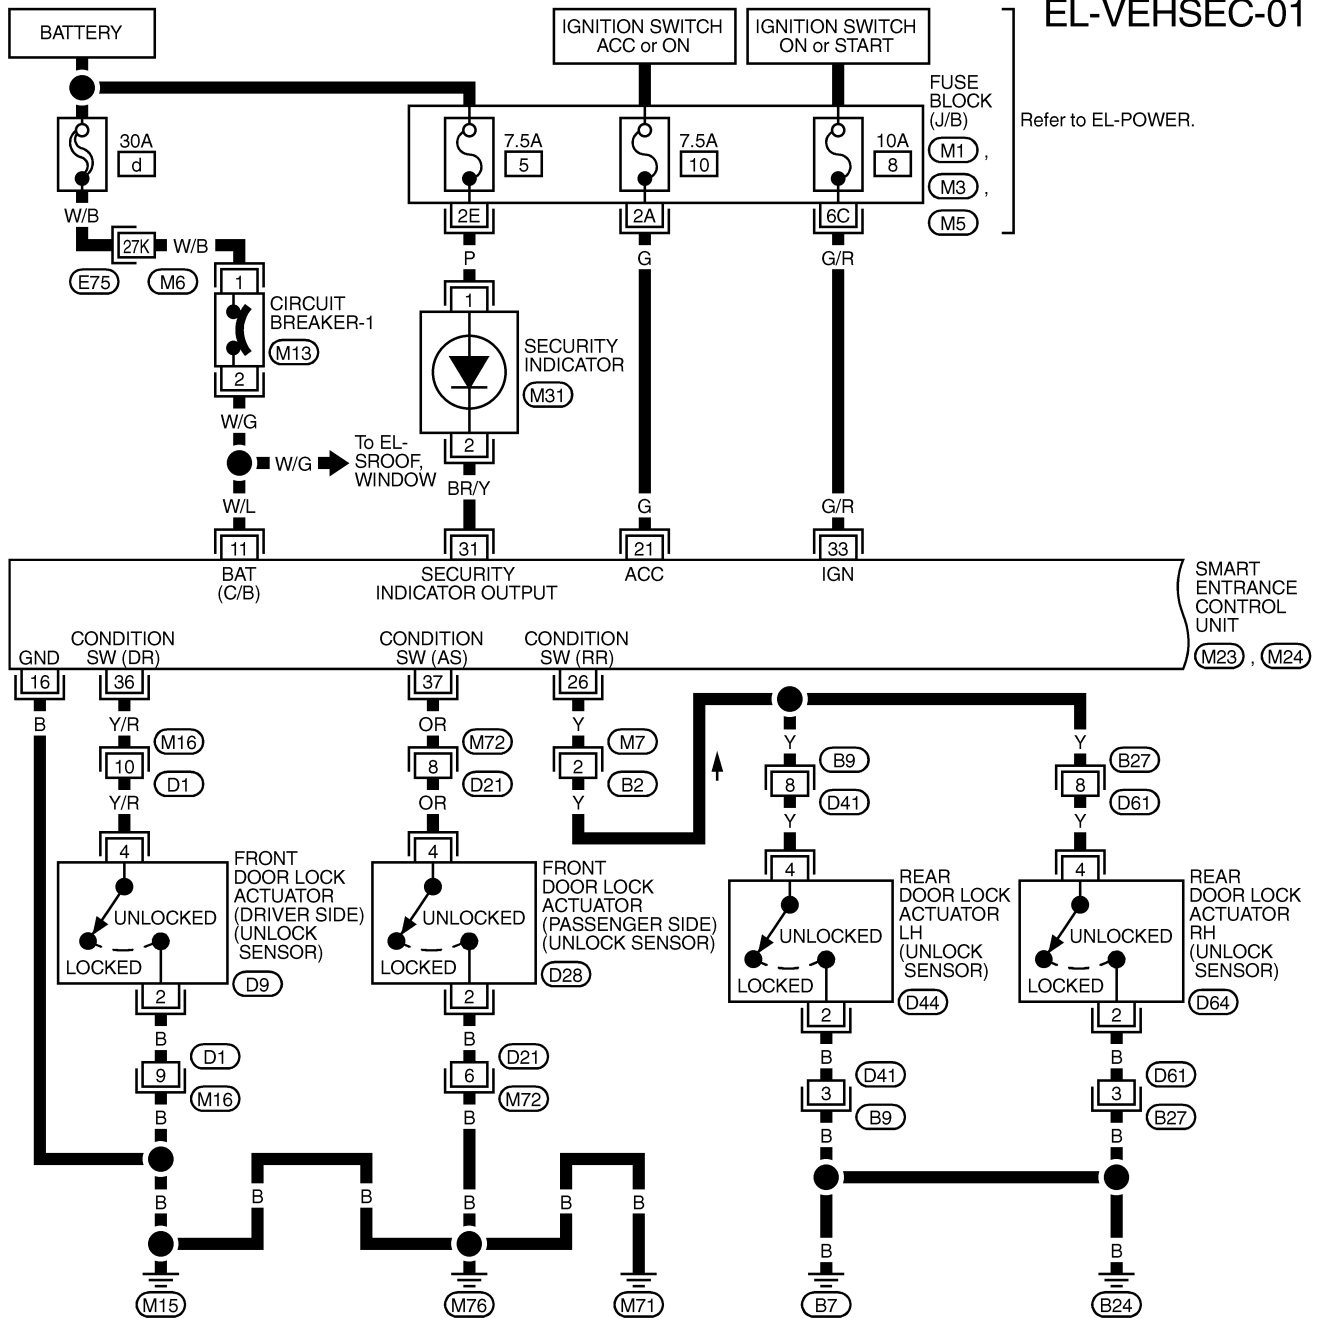 EL-VEHSEC-01
BATTERY
IGNITION SWITCH
ACC or ON
IGNITION SWITCH
ON or START
FUSE
BLOCK
(J/B)
M1 ,
M3 ,
M5
Refer to EL-POWER.
30A
d
7.5A
5
7.5A
10
10A
8
W/B
2E
2A
6C
27K
W/B
P
G
G/R
E75
M6
1
1
CIRCUIT
BREAKER-1
M13
SECURITY
INDICATOR
M31
2
W/G
2
W/G
To EL-
SROOF,
WINDOW
BR/Y
W/L
G
G/R
11
31
21
33
BAT
(C/B)
SECURITY
INDICATOR OUTPUT
ACC
IGN
SMART
ENTRANCE
CONTROL
UNIT
M23 , M24
GND
CONDITION
SW (DR)
CONDITION
SW (AS)
CONDITION
SW (RR)
16
36
37
26
B
Y/R
OR
Y
Y
Y
M16
M72
M7
B9
B27
10
8
2
8
8
D1
D21
B2
D41
D61
Y/R
OR
Y
Y
Y
4
4
4
4
FRONT
DOOR LOCK
ACTUATOR
(DRIVER SIDE)
(UNLOCK
SENSOR)
D9
FRONT
DOOR LOCK
ACTUATOR
(PASSENGER SIDE)
(UNLOCK SENSOR)
D28
REAR
DOOR LOCK
ACTUATOR
LH
(UNLOCK
SENSOR)
D44
REAR
DOOR LOCK
ACTUATOR
RH
(UNLOCK
SENSOR)
D64
UNLOCKED
LOCKED
UNLOCKED
LOCKED
UNLOCKED
LOCKED
UNLOCKED
LOCKED
2
2
2
2
B
B
B
B
D1
D21
D41
D61
9
6
3
3
M16
M72
B9
B27
B
B
B
B
B
B
B
B
B
B
B
B
M15
M76
M71
B7
B24